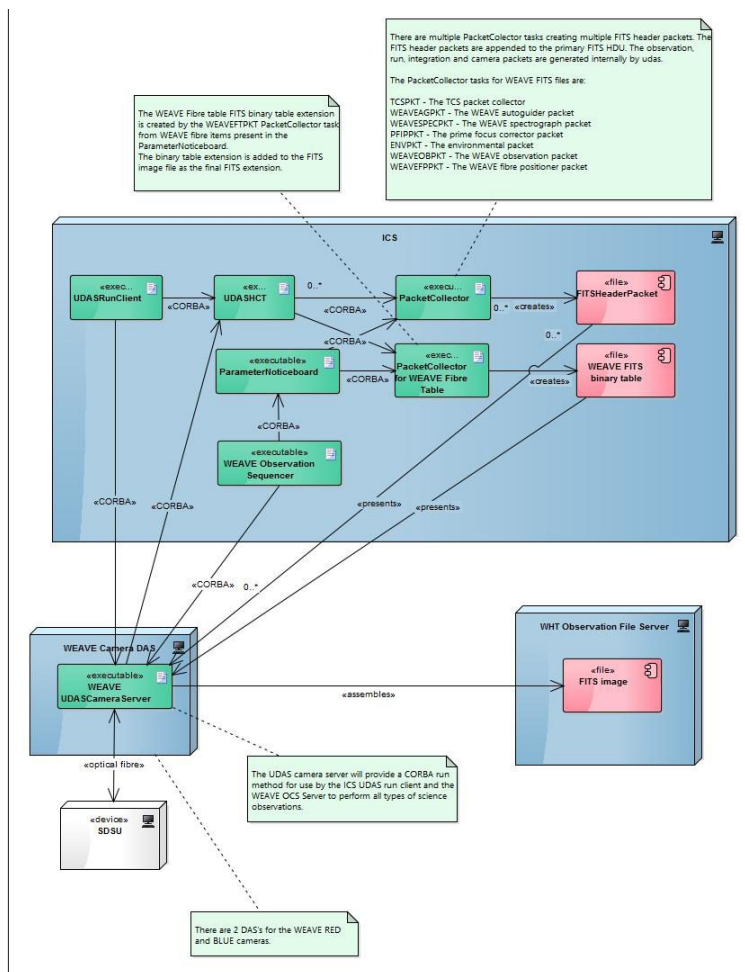 There are multiple PacketColector tasks creating multiple FITS header packets. The
FITS header packets are appended to the primary FITS HDU. The observation,
run, integration and camera packets are generated internally by udas.
The PacketCollector tasks for WEAVE FITS files are:
TCSPKT - The TCS packet collector
WEAVEAGPKT - The WEAVE autoguider packet
WEAVESPECPKT - The WEAVE spectrograph packet
PFIPPKT - The prime focus corrector packet
ENVPKT - The environmental packet
WEAVEOBPKT - The WEAVE observation packet
WEAVEFPPKT - The WEAVE fibre positioner packet
The WEAVE Fibre table FITS binary table extension
is created by the WEAVEFTPKT PacketCollector task
from WEAVE fibre items present in the
ParameterNoticeboard.
The binary table extension is added to the FITS
image file as the final FITS extension.
ICS
«exec...
UDASRunClient
«CORBA»
«ex...
UDASHCT
0..*
«CORBA»
«execu...
PacketCollector
0..*
«creates»
«file»
FITSHeaderPacket
0..*
«executable»
ParameterNoticeboard
«CORBA»
«CORBA»
«exec...
PacketCollector
for WEAVE Fibre
Table
«creates»
«file»
WEAVE FITS
binary table
«CORBA»
«executable»
WEAVE Observation
Sequencer
«CORBA»
«CORBA»
«presents»
«presents»
«CORBA»
0..*
WEAVE Camera DAS
«executable»
WEAVE
UDASCameraServer
«assembles»
WHT Observation File Server
«file»
FITS image
«optical fibre»
«device»
SDSU
The UDAS camera server will provide a CORBA run
method for use by the ICS UDAS run client and the
WEAVE OCS Server to perform all types of science
observations.
There are 2 DAS's for the WEAVE RED
and BLUE cameras.